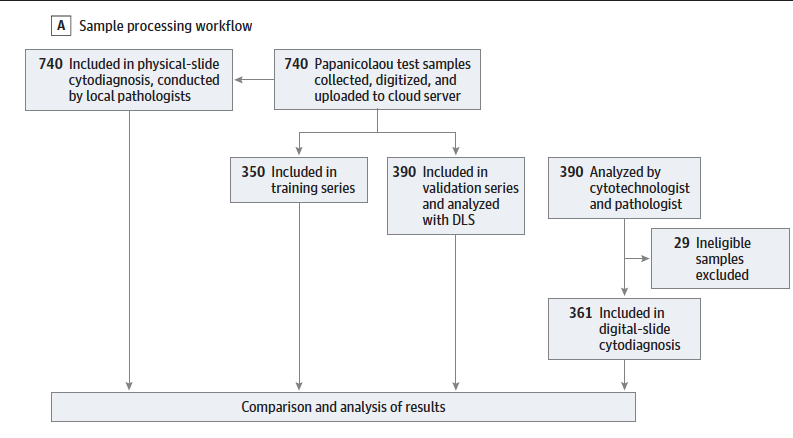 A Sample processing workflow
740 Included in physical-slide
cytodiagnosis, conducted
by local pathologists
740 Papanicolaou test samples
collected, digitized, and
uploaded to cloud server
350 Included in
training series
390 Included in
validation series
and analyzed
with DLS
390 Analyzed by
cytotechnologist
and pathologist
29 Ineligible
samples
excluded
361 Included in
digital-slide
cytodiagnosis
Comparison and analysis of results